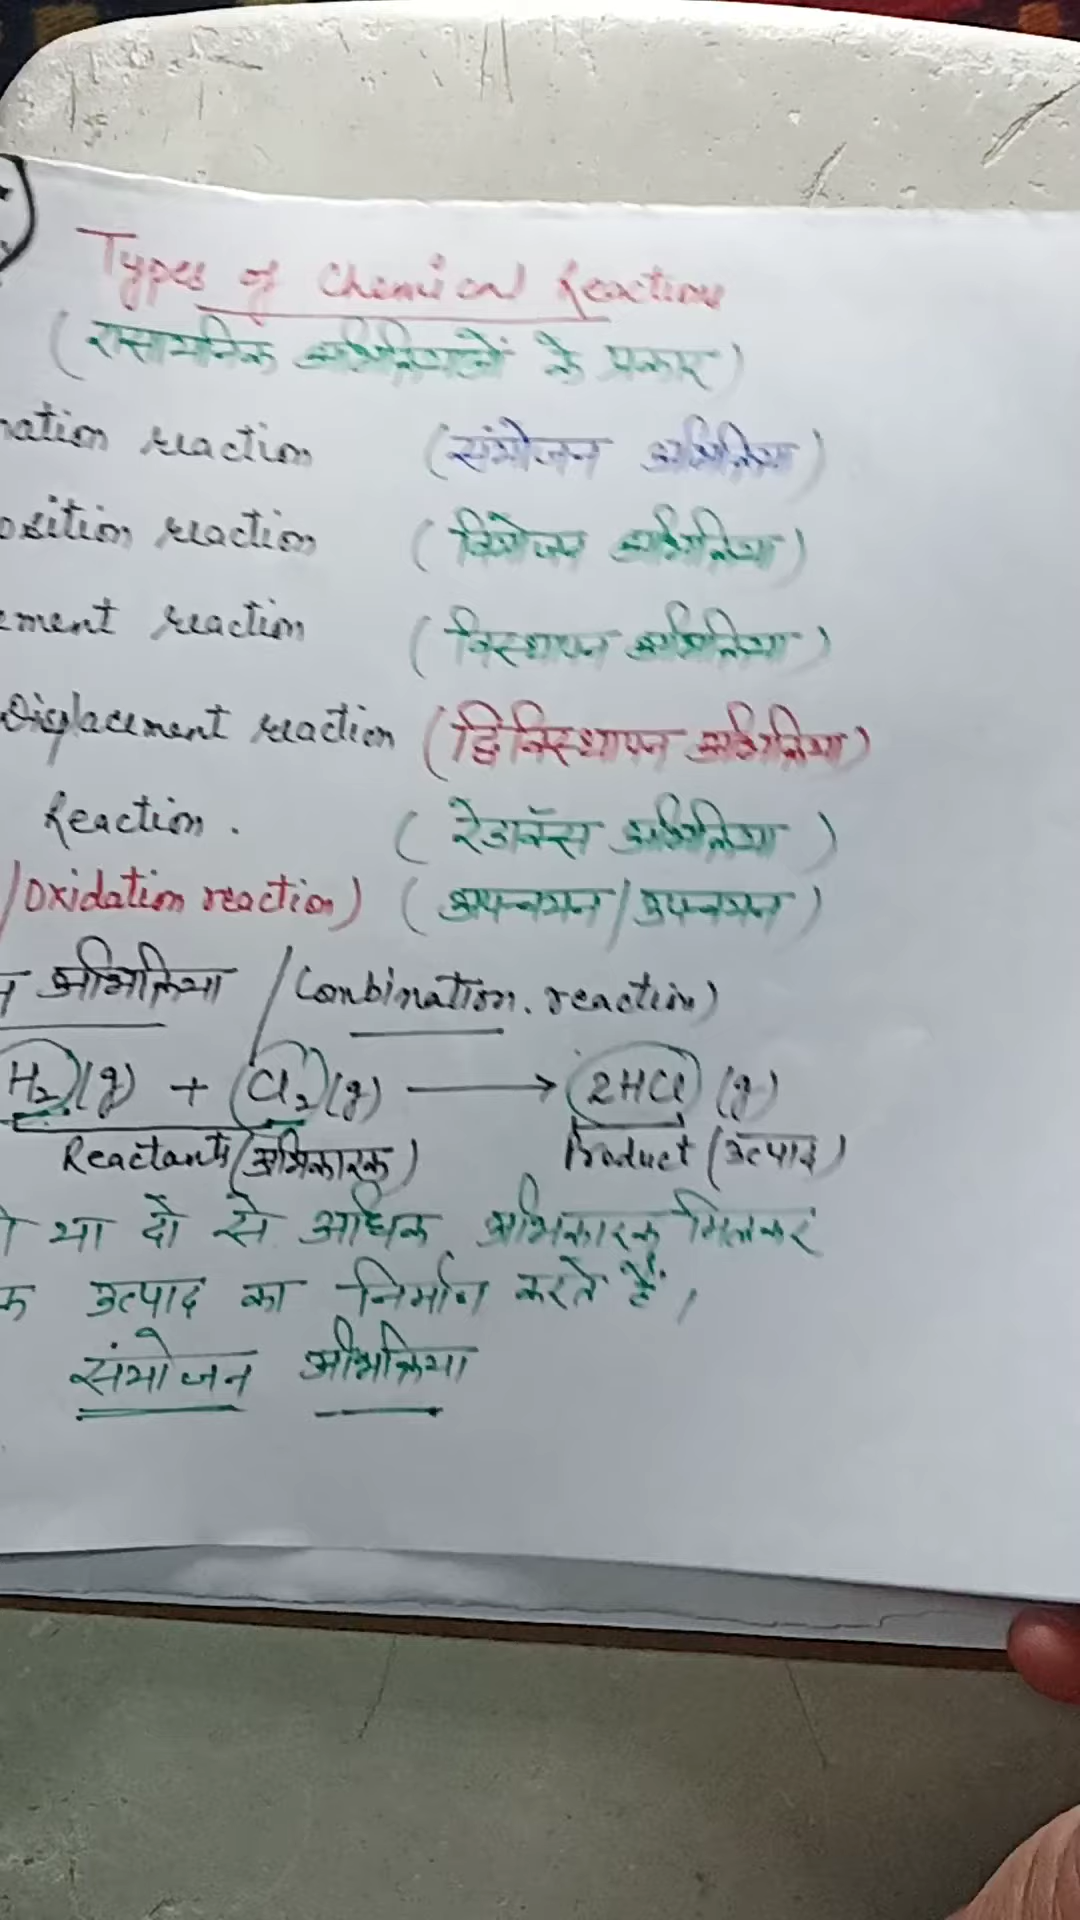 Types of Chemical Reactions
(रासायनिक अभिक्रियाओं के प्रकार)
nation reaction (संयोजन अभिक्रिया)
osition reaction (वियोजन अभिक्रिया)
ement reaction (विस्थापन अभिक्रिया)
Displacement reaction (द्विविस्थापन अभिक्रिया)
Reaction. (रेडॉक्स अभिक्रिया)
/Oxidation reaction) (अपचयन/उपचयन)
न अभिक्रिया /Combination. reaction)
H₂(g) + Cl₂(g) → 2HCl (g)
Reactants (अभिकारक) Product (उत्पाद)
या दो से अधिक अभिकारक मिलकर
क उत्पाद का निर्माण करते हैं,
संयोजन अभिक्रिया